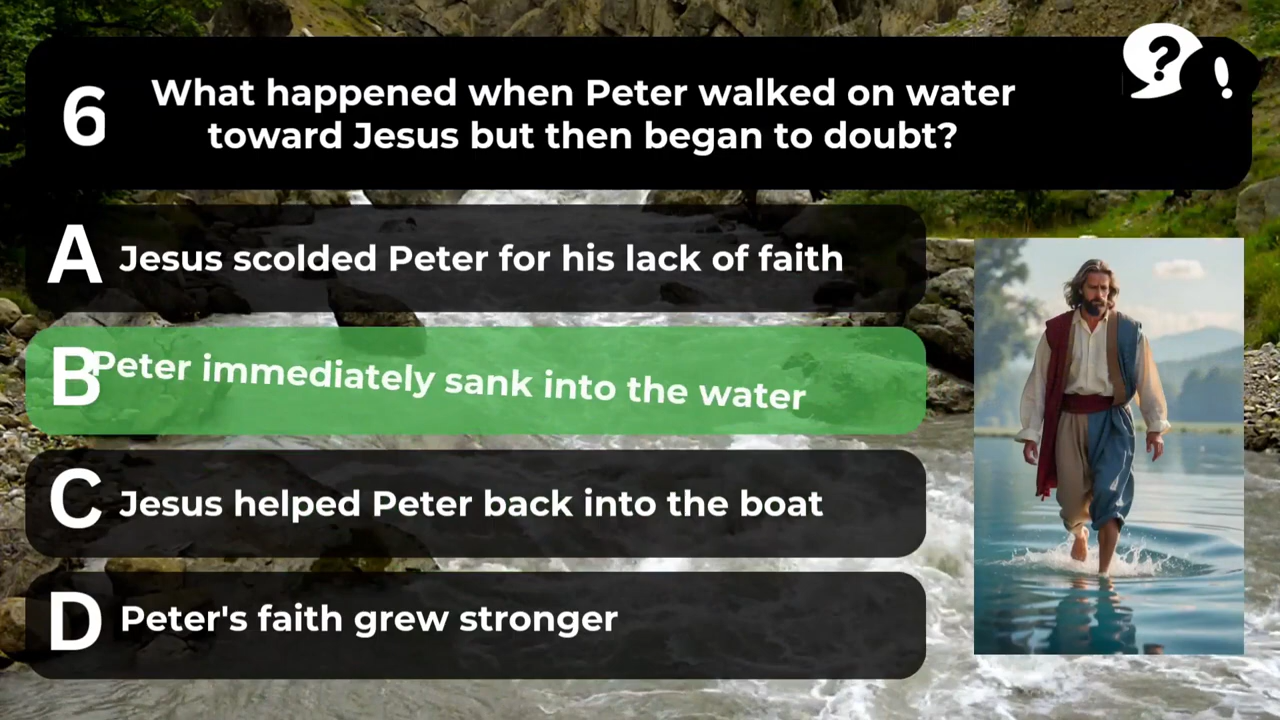 6
What happened when Peter walked on water
toward Jesus but then began to doubt?
? !
A Jesus scolded Peter for his lack of faith
B Peter immediately sank into the water
C Jesus helped Peter back into the boat
D Peter's faith grew stronger